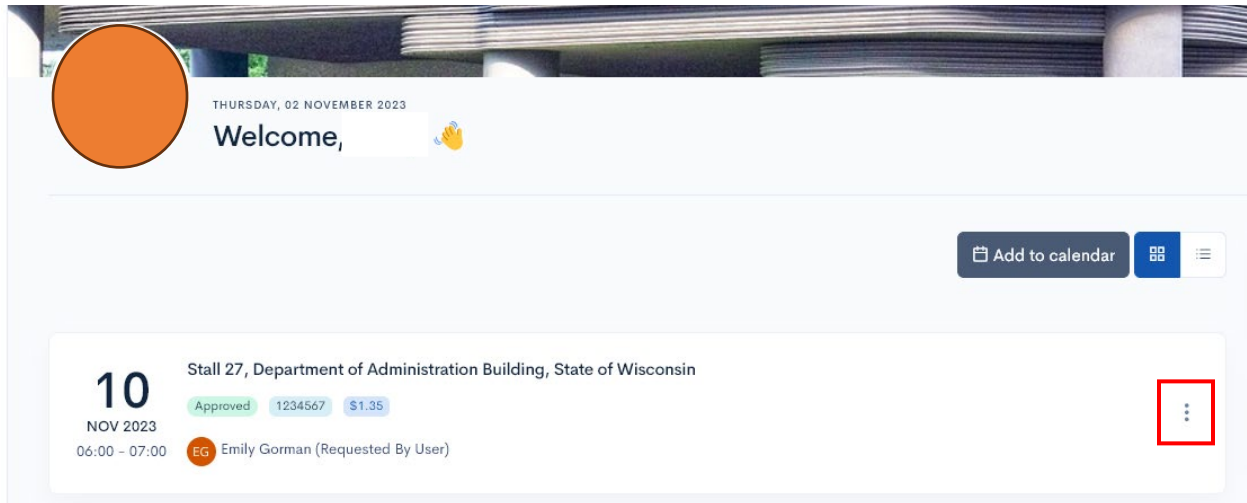 THURSDAY, 02 NOVEMBER 2023
Welcome,
Add to calendar
10
NOV 2023
06:00 - 07:00
Stall 27, Department of Administration Building, State of Wisconsin
Approved 1234567 $1.35
EG Emily Gorman (Requested By User)